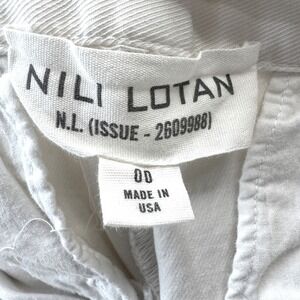 NILI LOTAN
N.L. (ISSUE - 2609988)
00
MADE IN
USA